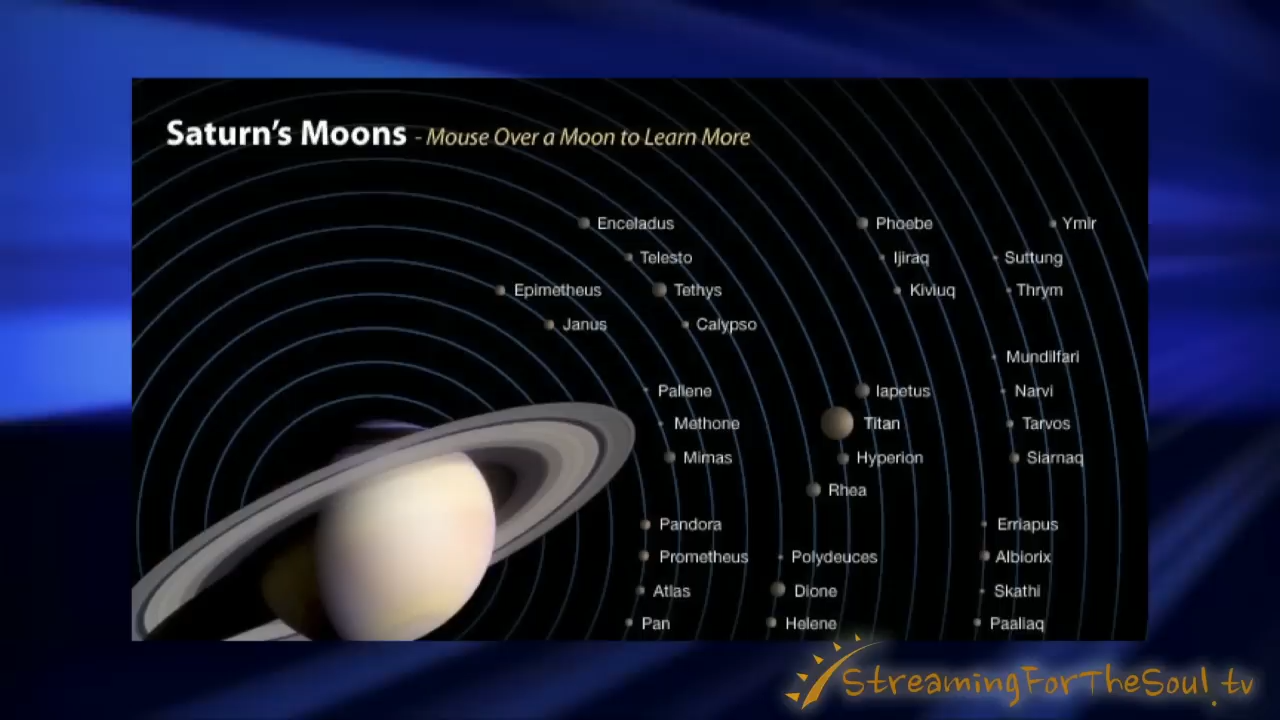 Saturn's Moons - Mouse Over a Moon to Learn More
Enceladus
Telesto
Epimetheus
Tethys
Janus
Calypso
Pallene
Methone
Mimas
Pandora
Prometheus
Atlas
Pan
Phoebe
Ijiraq
Kiviuq
Iapetus
Titan
Hyperion
Rhea
Polydeuces
Dione
Helene
Ymir
Suttung
Thrym
Mundilfari
Narvi
Tarvos
Siarnaq
Erriapus
Albiorix
Skathi
Paaliaq
StreamingForTheSoul.tv